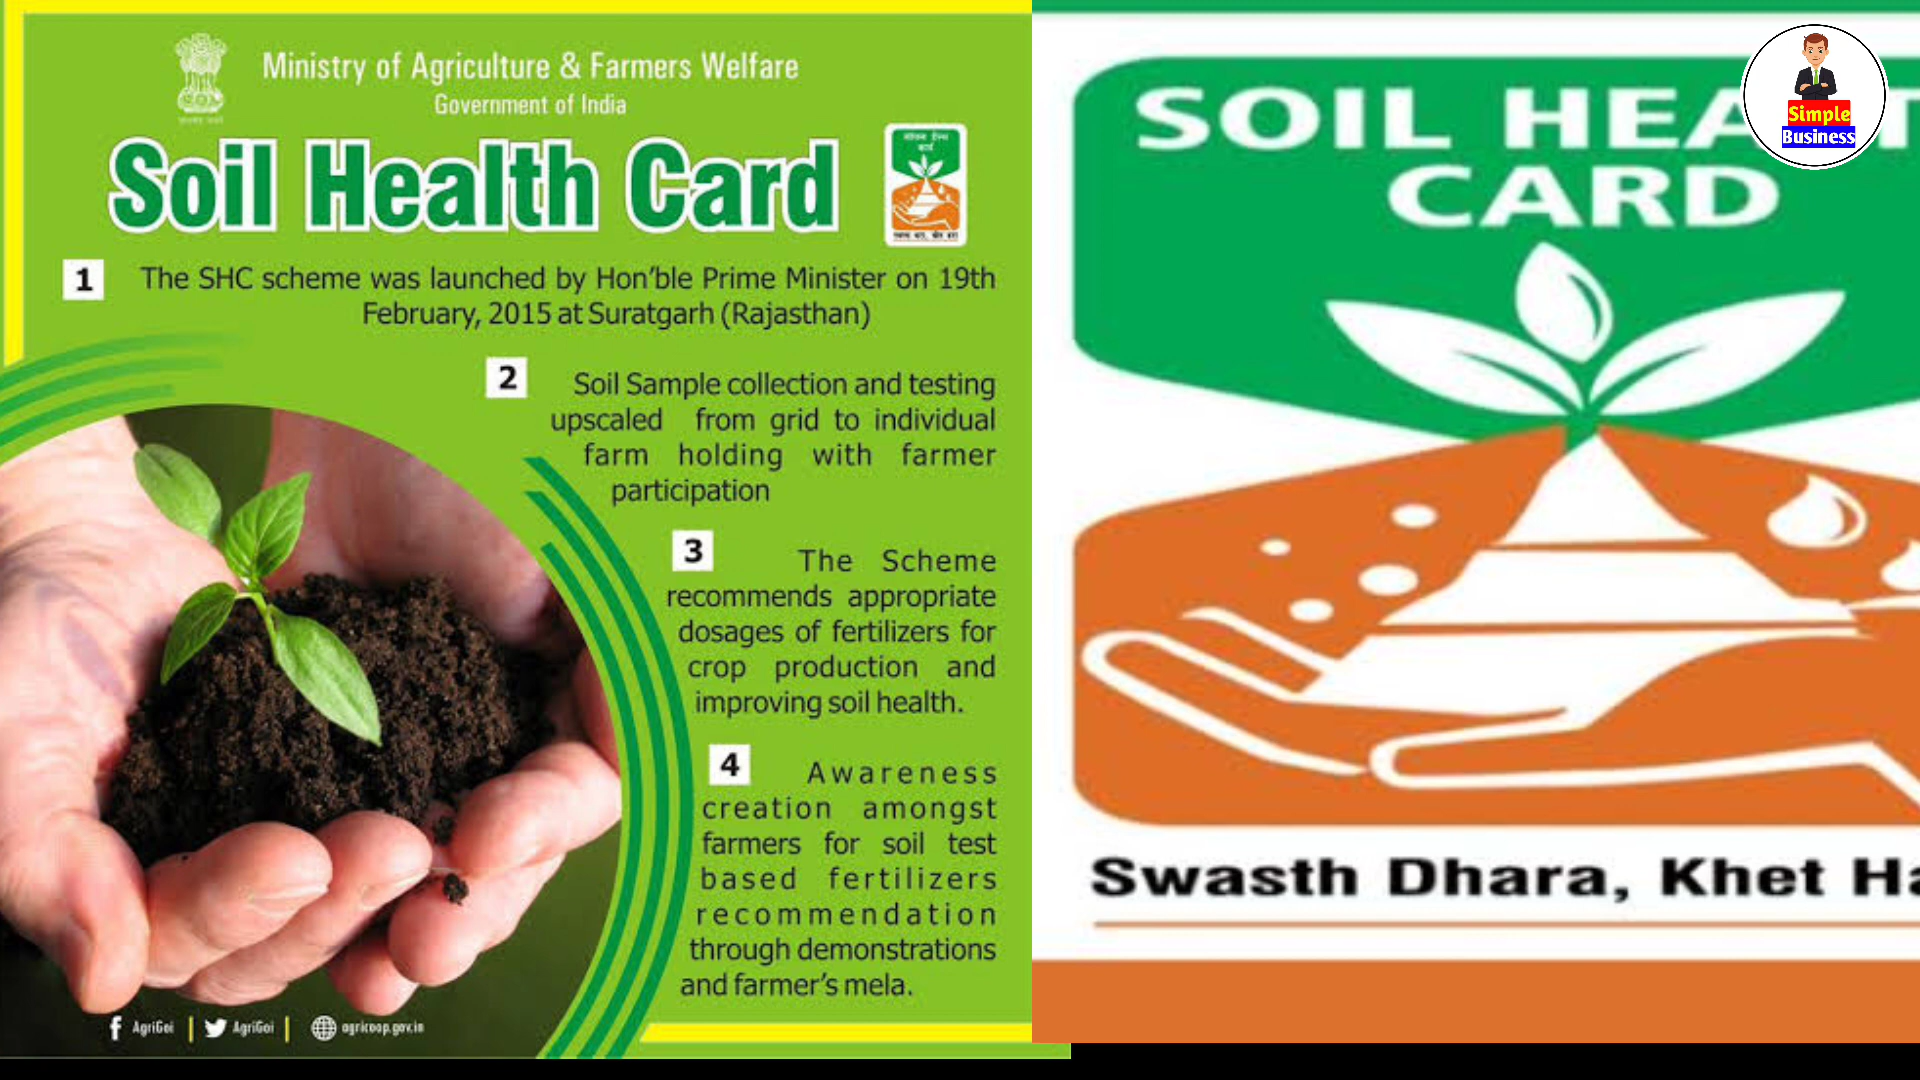 Ministry of Agriculture & Farmers Welfare
Government of India
Soil Health Card
1 The SHC scheme was launched by Hon'ble Prime Minister on 19th
February, 2015 at Suratgarh (Rajasthan)
2 Soil Sample collection and testing
upscaled from grid to individual
farm holding with farmer
participation
3 The Scheme
recommends appropriate
dosages of fertilizers for
crop production and
improving soil health.
4 Awareness
creation amongst
farmers for soil test
based fertilizers
recommendation
through demonstrations
and farmer's mela.
AgriGoi | AgriGoi | agricoop.gov.in
SOIL HEA T
CARD
Simple
Business
Swasth Dhara, Khet Ha